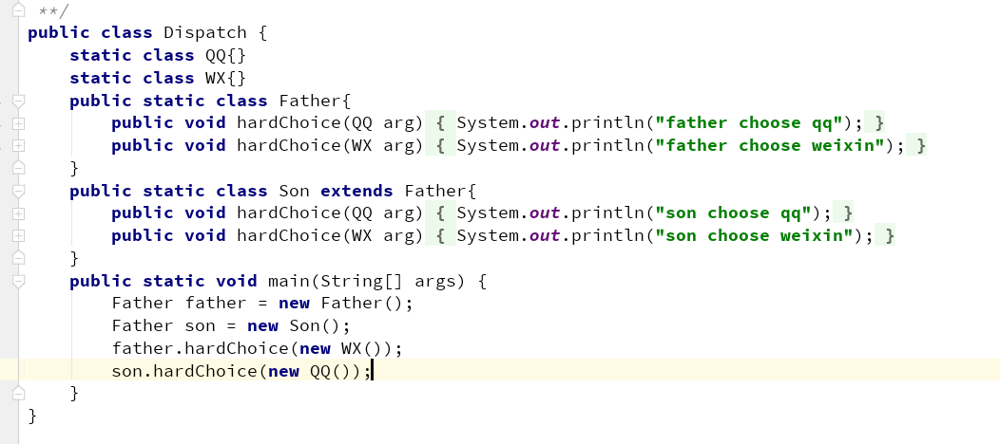 **/
public class Dispatch {
    static class QQ{}
    static class WX{}
    public static class Father{
        public void hardChoice(QQ arg) { System.out.println("father choose qq"); }
        public void hardChoice(WX arg) { System.out.println("father choose weixin"); }
    }
    public static class Son extends Father{
        public void hardChoice(QQ arg) { System.out.println("son choose qq"); }
        public void hardChoice(WX arg) { System.out.println("son choose weixin"); }
    }
    public static void main(String[] args) {
        Father father = new Father();
        Father son = new Son();
        father.hardChoice(new WX());
        son.hardChoice(new QQ());
    }
}